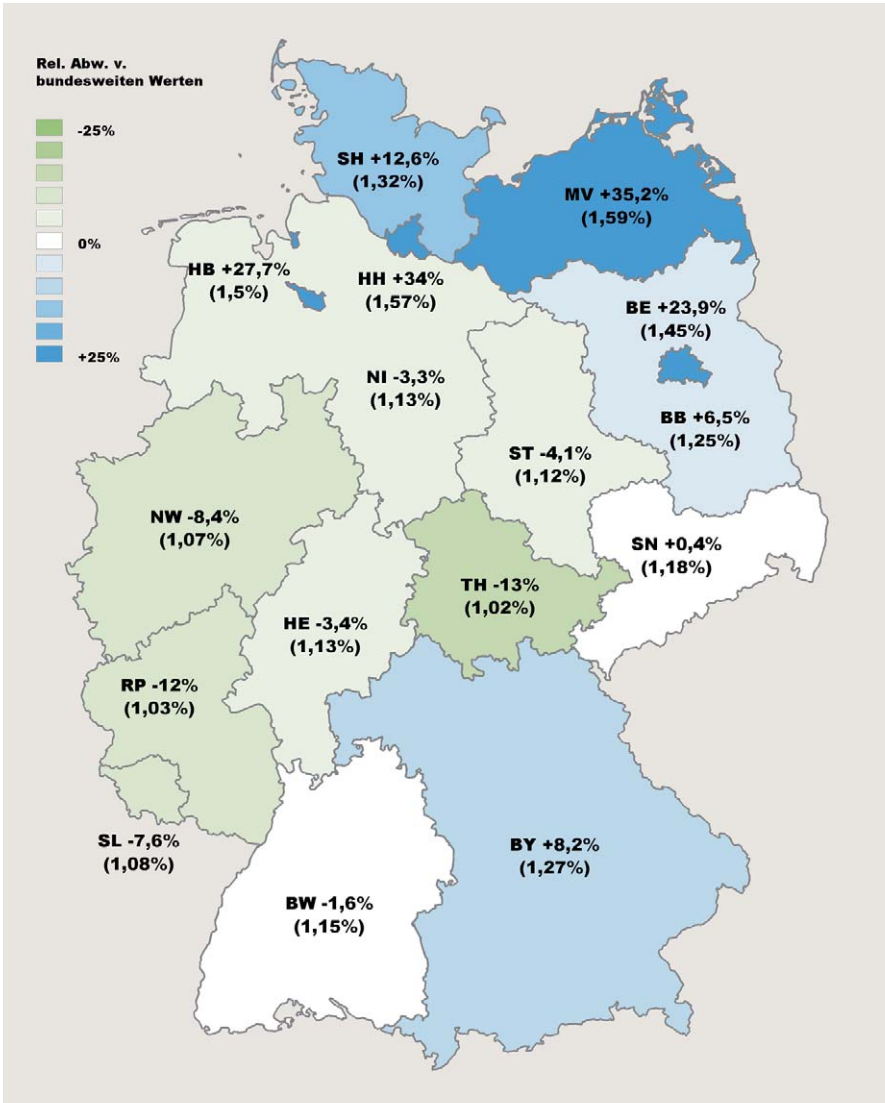 Rel. Abw. v.
bundesweiten Werten
-25%
0%
+25%
SH +12,6%
(1,32%)
MV +35,2%
(1,59%)
HB +27,7%
(1,5%)
HH +34%
(1,57%)
BE +23,9%
(1,45%)
NI -3,3%
(1,13%)
BB +6,5%
(1,25%)
ST -4,1%
(1,12%)
NW -8,4%
(1,07%)
SN +0,4%
(1,18%)
TH -13%
(1,02%)
HE -3,4%
(1,13%)
RP -12%
(1,03%)
SL -7,6%
(1,08%)
BY +8,2%
(1,27%)
BW -1,6%
(1,15%)